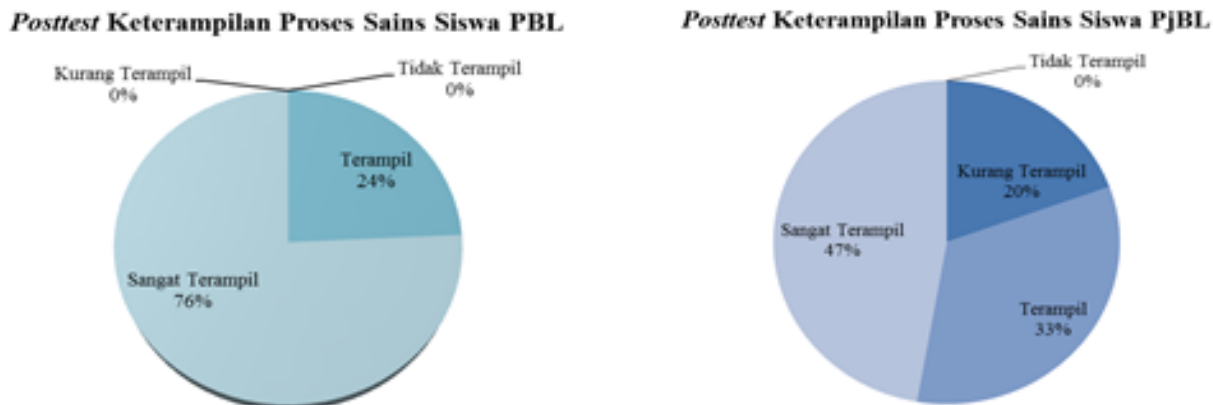 Posttest Keterampilan Proses Sains Siswa PBL
Kurang Terampil
0%
Tidak Terampil
0%
Terampil
24%
Sangat Terampil
76%
Posttest Keterampilan Proses Sains Siswa PjBL
Tidak Terampil
0%
Kurang Terampil
20%
Sangat Terampil
47%
Terampil
33%